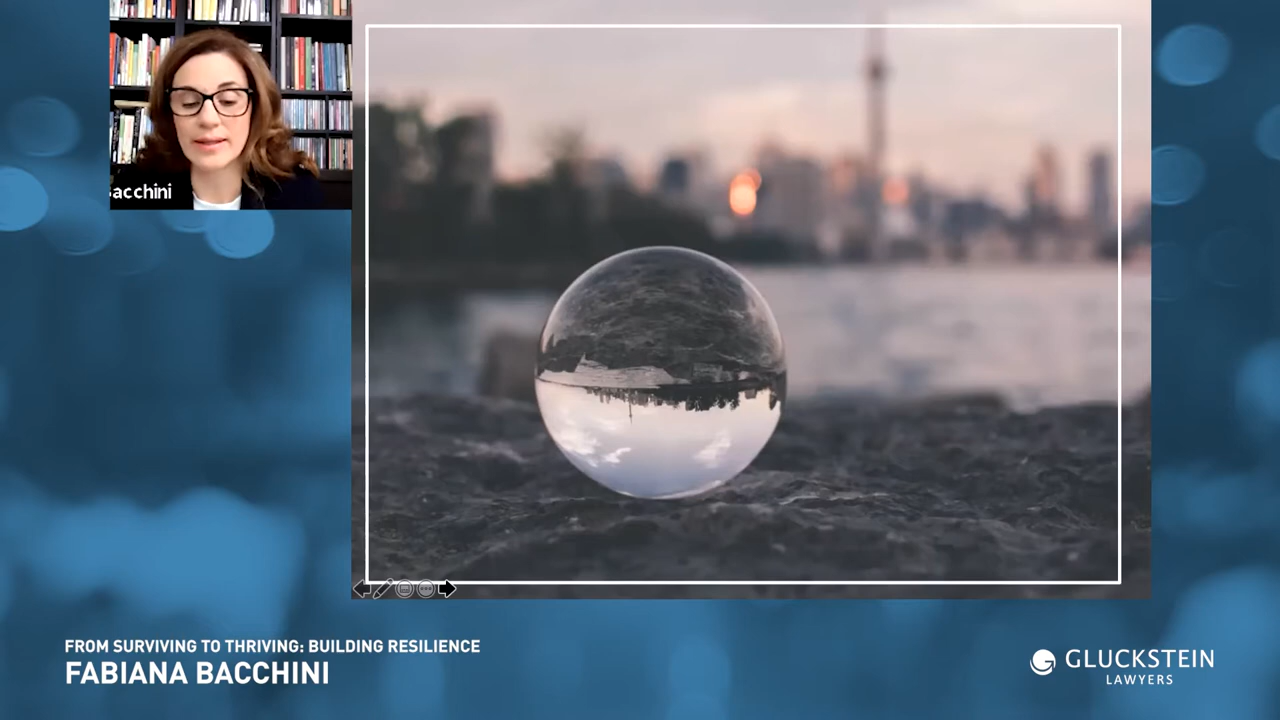 acchini
FROM SURVIVING TO THRIVING: BUILDING RESILIENCE
FABIANA BACCHINI
GLUCKSTEIN
LAWYERS